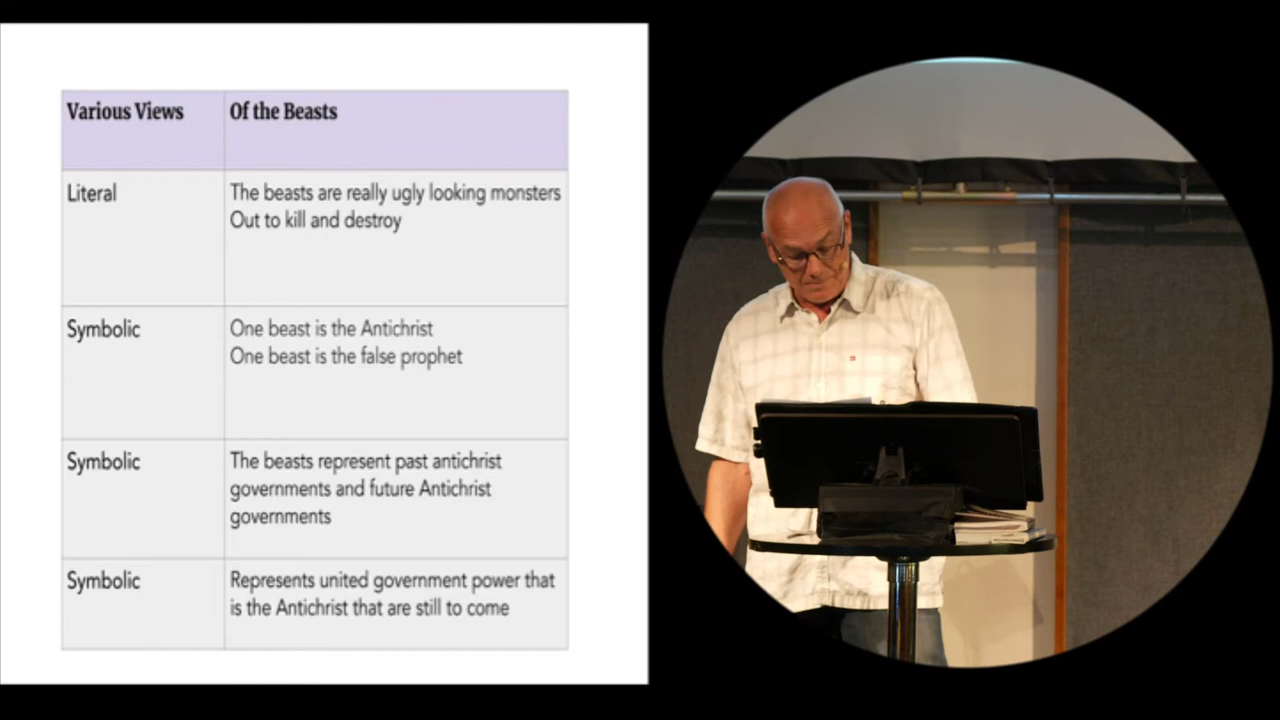 Various Views
Of the Beasts
Literal
The beasts are really ugly looking monsters
Out to kill and destroy
Symbolic
One beast is the Antichrist
One beast is the false prophet
Symbolic
The beasts represent past antichrist
governments and future Antichrist
governments
Symbolic
Represents united government power that
is the Antichrist that are still to come